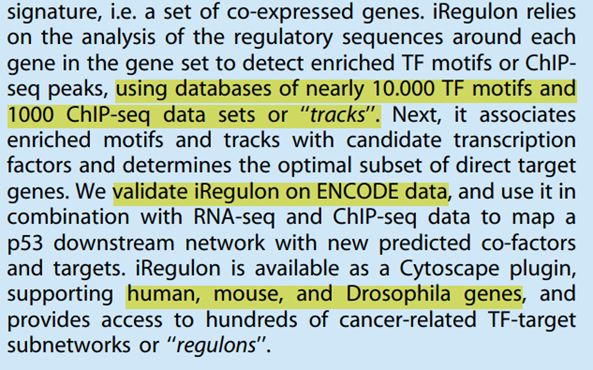 signature, i.e. a set of co-expressed genes. iRegulon relies
on the analysis of the regulatory sequences around each
gene in the gene set to detect enriched TF motifs or ChIP-
seq peaks, using databases of nearly 10.000 TF motifs and
1000 ChIP-seq data sets or “tracks”. Next, it associates
enriched motifs and tracks with candidate transcription
factors and determines the optimal subset of direct target
genes. We validate iRegulon on ENCODE data, and use it in
combination with RNA-seq and ChIP-seq data to map a
p53 downstream network with new predicted co-factors
and targets. iRegulon is available as a Cytoscape plugin,
supporting human, mouse, and Drosophila genes, and
provides access to hundreds of cancer-related TF-target
subnetworks or “regulons”.